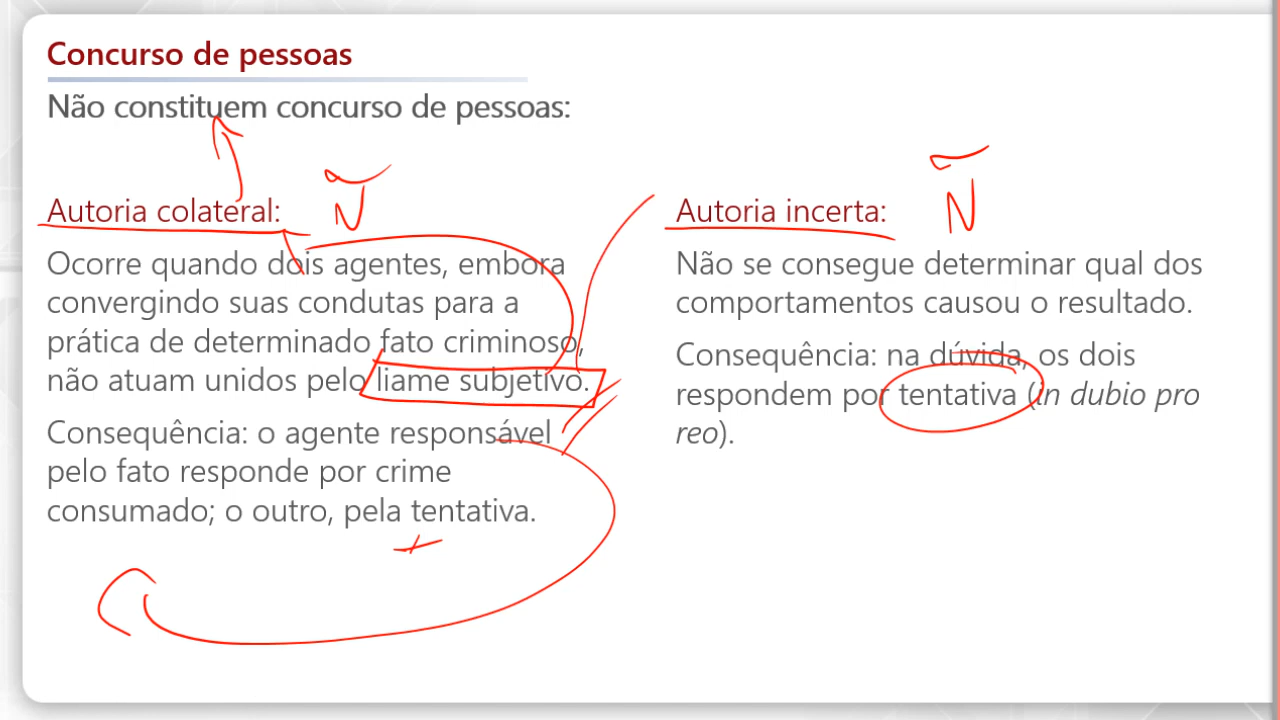 Concurso de pessoas
Não constituem concurso de pessoas:
Autoria colateral: Ñ
Ocorre quando dois agentes, embora
convergindo suas condutas para a
prática de determinado fato criminoso,
não atuam unidos pelo liame subjetivo.
Consequência: o agente responsável
pelo fato responde por crime
consumado; o outro, pela tentativa.
Autoria incerta: Ñ
Não se consegue determinar qual dos
comportamentos causou o resultado.
Consequência: na dúvida, os dois
respondem por tentativa (in dubio pro
reo).